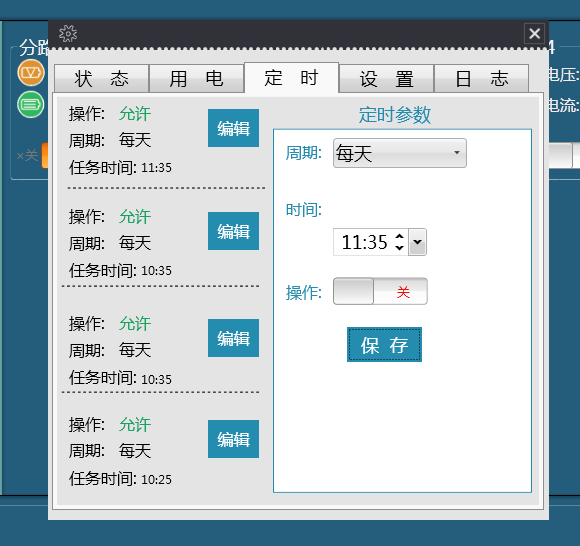 分路
4
状 态
用 电
定 时
设 置
日 志
电压:
电流:
×关
操作: 允许
周期: 每天
任务时间: 11:35
编辑
操作: 允许
周期: 每天
任务时间: 10:35
编辑
操作: 允许
周期: 每天
任务时间: 10:35
编辑
操作: 允许
周期: 每天
任务时间: 10:25
编辑
定时参数
周期: 每天
时间:
11:35
操作: 关
保 存